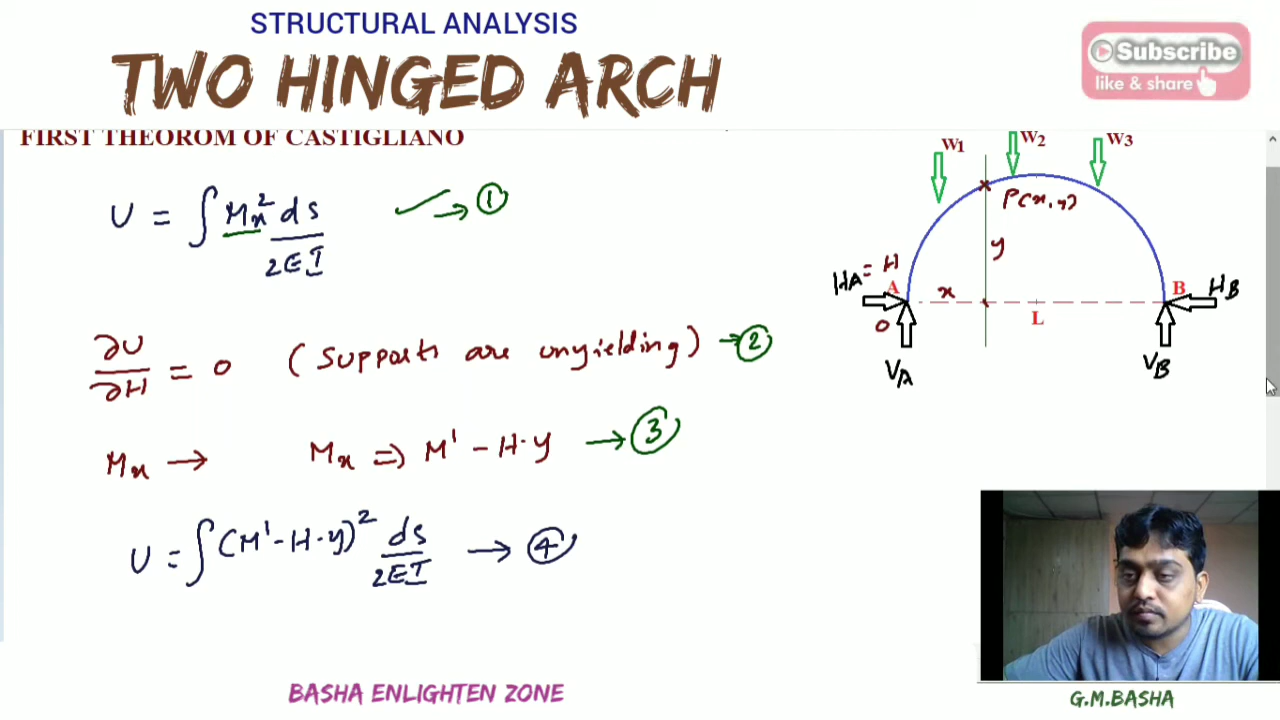 STRUCTURAL ANALYSIS
TWO HINGED ARCH
Subscribe
like & share
FIRST THEOROM OF CASTIGLIANO
U = ∫ Mx² ds / 2EI → ①
∂U/∂H = 0 (Supports are unyielding) → ②
Mx → Mx ⇒ M' - H·y → ③
U = ∫ (M' - H·y)² ds / 2EI → ④
W1 W2 W3
P(x,y)
y
HA = H
A x B HB
O L
VA VB
BASHA ENLIGHTEN ZONE
G.M.BASHA